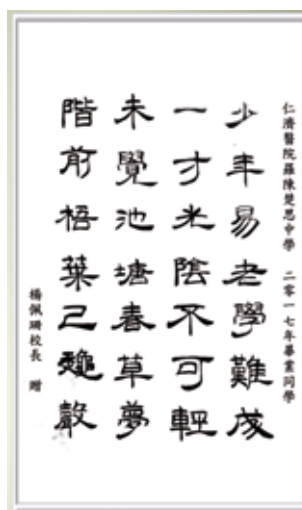 仁濟醫院羅陳楚思中學 二零一七年畢業同學
少年易老學難成
一寸光陰不可輕
未覺池塘春草夢
階前梧葉已龝聲
楊佩珊校長 贈